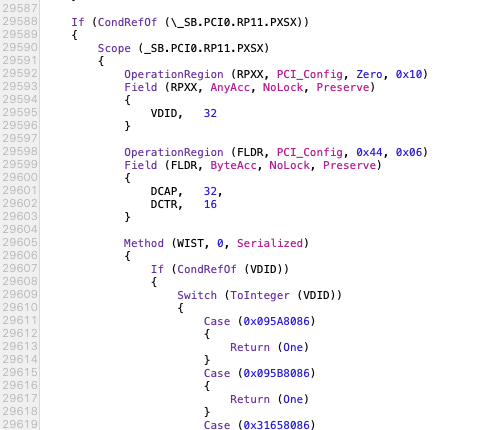 29587
29588 If (CondRefOf (\_SB.PCI0.RP11.PXSX))
29589 {
29590 Scope (_SB.PCI0.RP11.PXSX)
29591 {
29592 OperationRegion (RPXX, PCI_Config, Zero, 0x10)
29593 Field (RPXX, AnyAcc, NoLock, Preserve)
29594 {
29595 VDID, 32
29596 }
29597
29598 OperationRegion (FLDR, PCI_Config, 0x44, 0x06)
29599 Field (FLDR, ByteAcc, NoLock, Preserve)
29600 {
29601 DCAP, 32,
29602 DCTR, 16
29603 }
29604
29605 Method (WIST, 0, Serialized)
29606 {
29607 If (CondRefOf (VDID))
29608 {
29609 Switch (ToInteger (VDID))
29610 {
29611 Case (0x095A8086)
29612 {
29613 Return (One)
29614 }
29615 Case (0x095B8086)
29616 {
29617 Return (One)
29618 }
29619 Case (0x31658086)